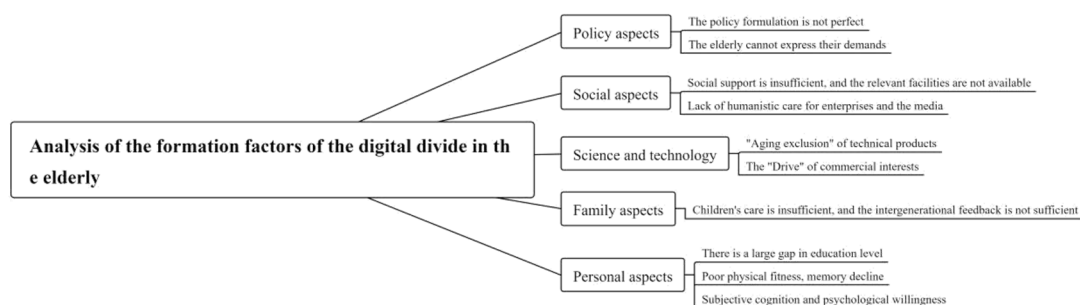 Analysis of the formation factors of the digital divide in th
e elderly
Policy aspects
The policy formulation is not perfect
The elderly cannot express their demands
Social aspects
Social support is insufficient, and the relevant facilities are not available
Lack of humanistic care for enterprises and the media
Science and technology
"Aging exclusion" of technical products
The "Drive" of commercial interests
Family aspects
Children's care is insufficient, and the intergenerational feedback is not sufficient
Personal aspects
There is a large gap in education level
Poor physical fitness, memory decline
Subjective cognition and psychological willingness